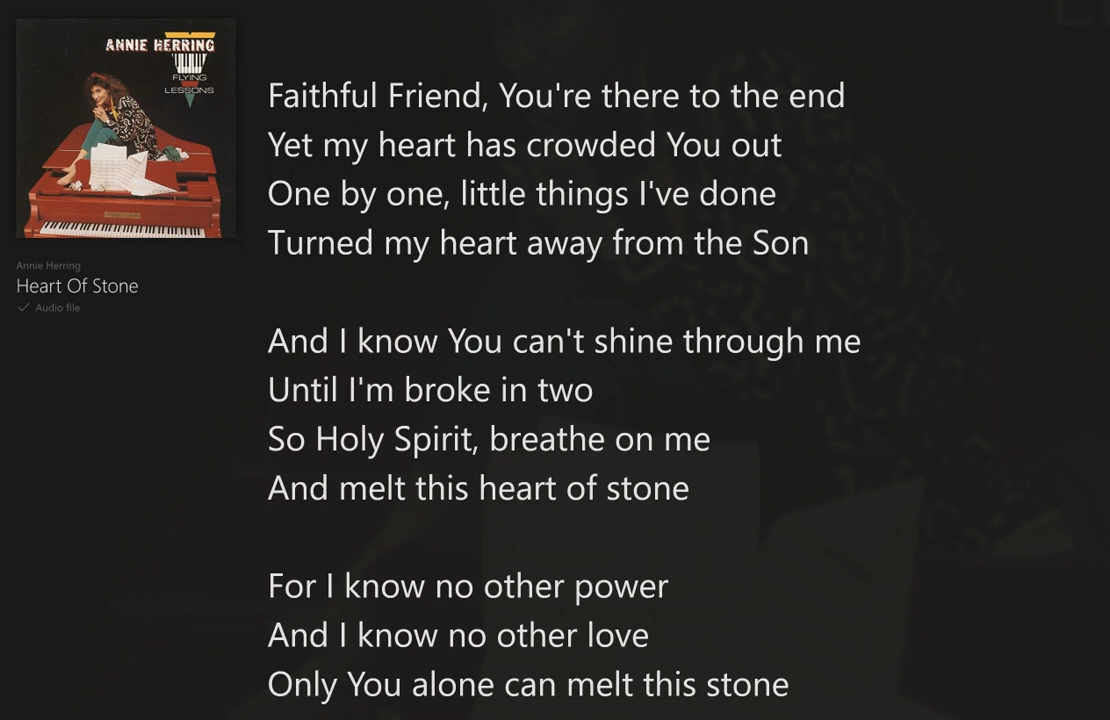 ANNIE HERRING
FLYING
LESSONS
Annie Herring
Heart Of Stone
Audio file
Faithful Friend, You're there to the end
Yet my heart has crowded You out
One by one, little things I've done
Turned my heart away from the Son
And I know You can't shine through me
Until I'm broke in two
So Holy Spirit, breathe on me
And melt this heart of stone
For I know no other power
And I know no other love
Only You alone can melt this stone